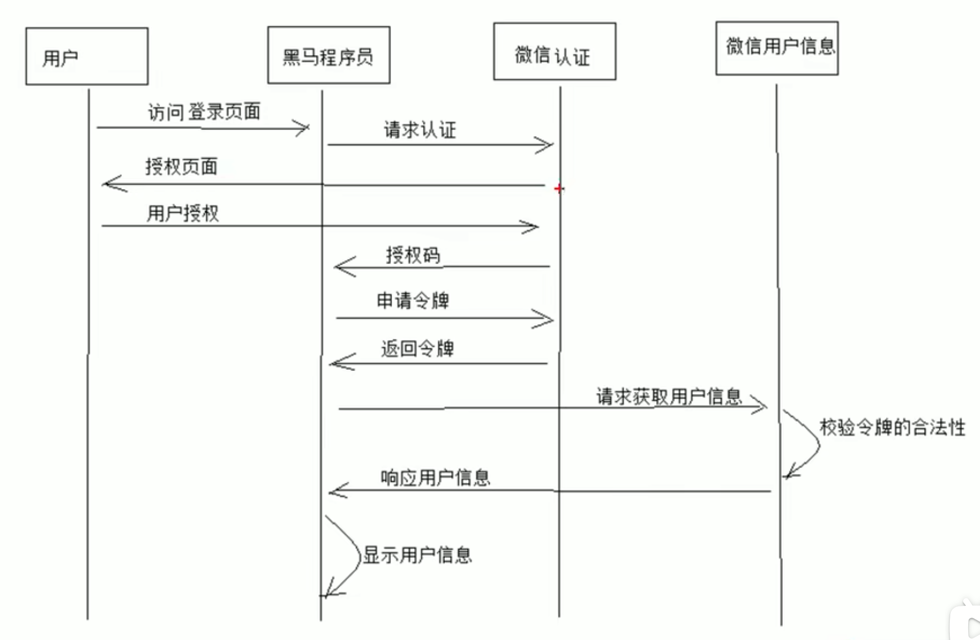 用户
黑马程序员
微信认证
微信用户信息
访问登录页面
请求认证
授权页面
用户授权
授权码
申请令牌
返回令牌
请求获取用户信息
校验令牌的合法性
响应用户信息
显示用户信息